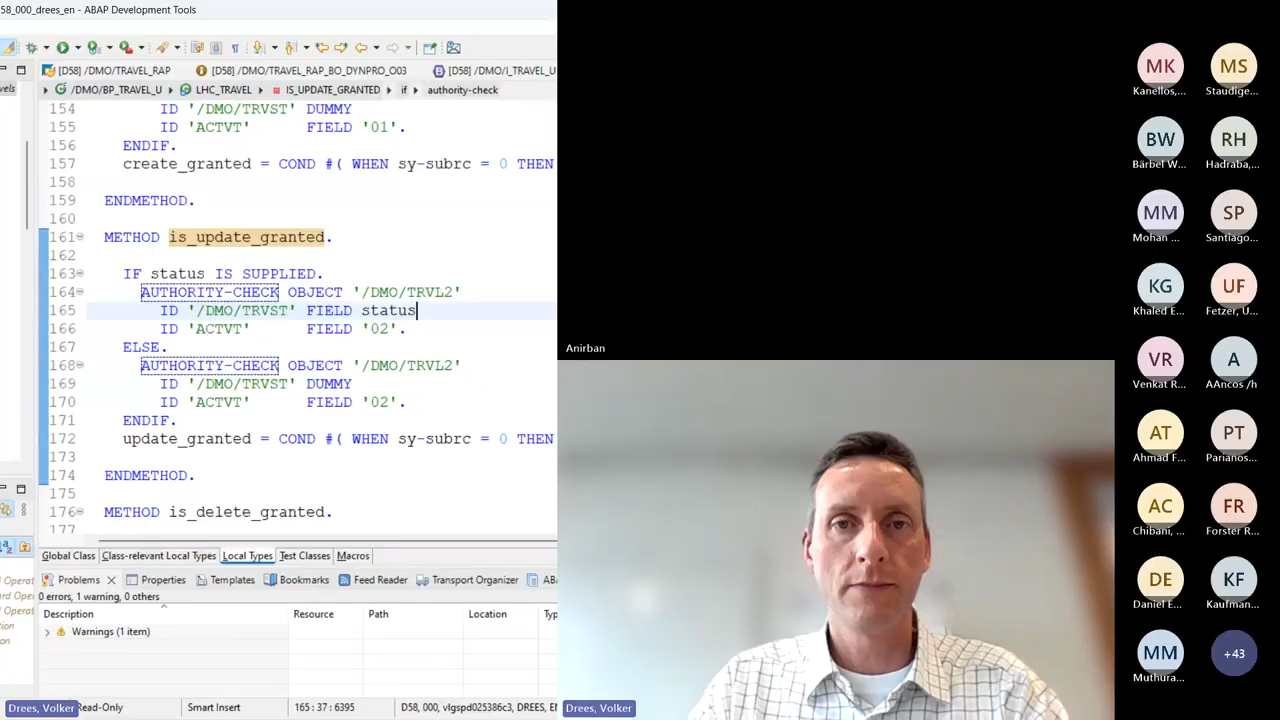 58_000_drees_en - ABAP Development Tools
[D58] /DMO/TRAVEL_RAP
[D58] /DMO/TRAVEL_RAP_BO_DYNPRO_O03
[D58] /DMO/I_TRAVEL_U
/DMO/BP_TRAVEL_U
LHC_TRAVEL
IS_UPDATE_GRANTED
if
authority-check
154 ID '/DMO/TRVST' DUMMY
155 ID 'ACTVT' FIELD '01'.
156 ENDIF.
157 create_granted = COND #( WHEN sy-subrc = 0 THEN
158
159 ENDMETHOD.
160
161 METHOD is_update_granted.
162
163 IF status IS SUPPLIED.
164 AUTHORITY-CHECK OBJECT '/DMO/TRVL2'
165 ID '/DMO/TRVST' FIELD status
166 ID 'ACTVT' FIELD '02'.
167 ELSE.
168 AUTHORITY-CHECK OBJECT '/DMO/TRVL2'
169 ID '/DMO/TRVST' DUMMY
170 ID 'ACTVT' FIELD '02'.
171 ENDIF.
172 update_granted = COND #( WHEN sy-subrc = 0 THEN
173
174 ENDMETHOD.
175
176 METHOD is_delete_granted.
177
Global Class Class-relevant Local Types Local Types Test Classes Macros
Problems Properties Templates Bookmarks Feed Reader Transport Organizer
0 errors, 1 warning, 0 others
Description Resource Path Location Typ
Warnings (1 item)
Drees, Volker
Read-Only Smart Insert 165 : 37 : 6395
Anirban
Drees, Volker
MK MS
Kanellos,... Staudige...
BW RH
Bärbel W... Hadraba,...
MM SP
Mohan ... Santiago...
KG UF
Khaled E... Fetzer, U...
VR A
Venkat R... AAncos /h
AT PT
Ahmad F... Parianos...
AC FR
Chibani, ... Forster R...
DE KF
Daniel E... Kaufman...
MM +43
Muthura...